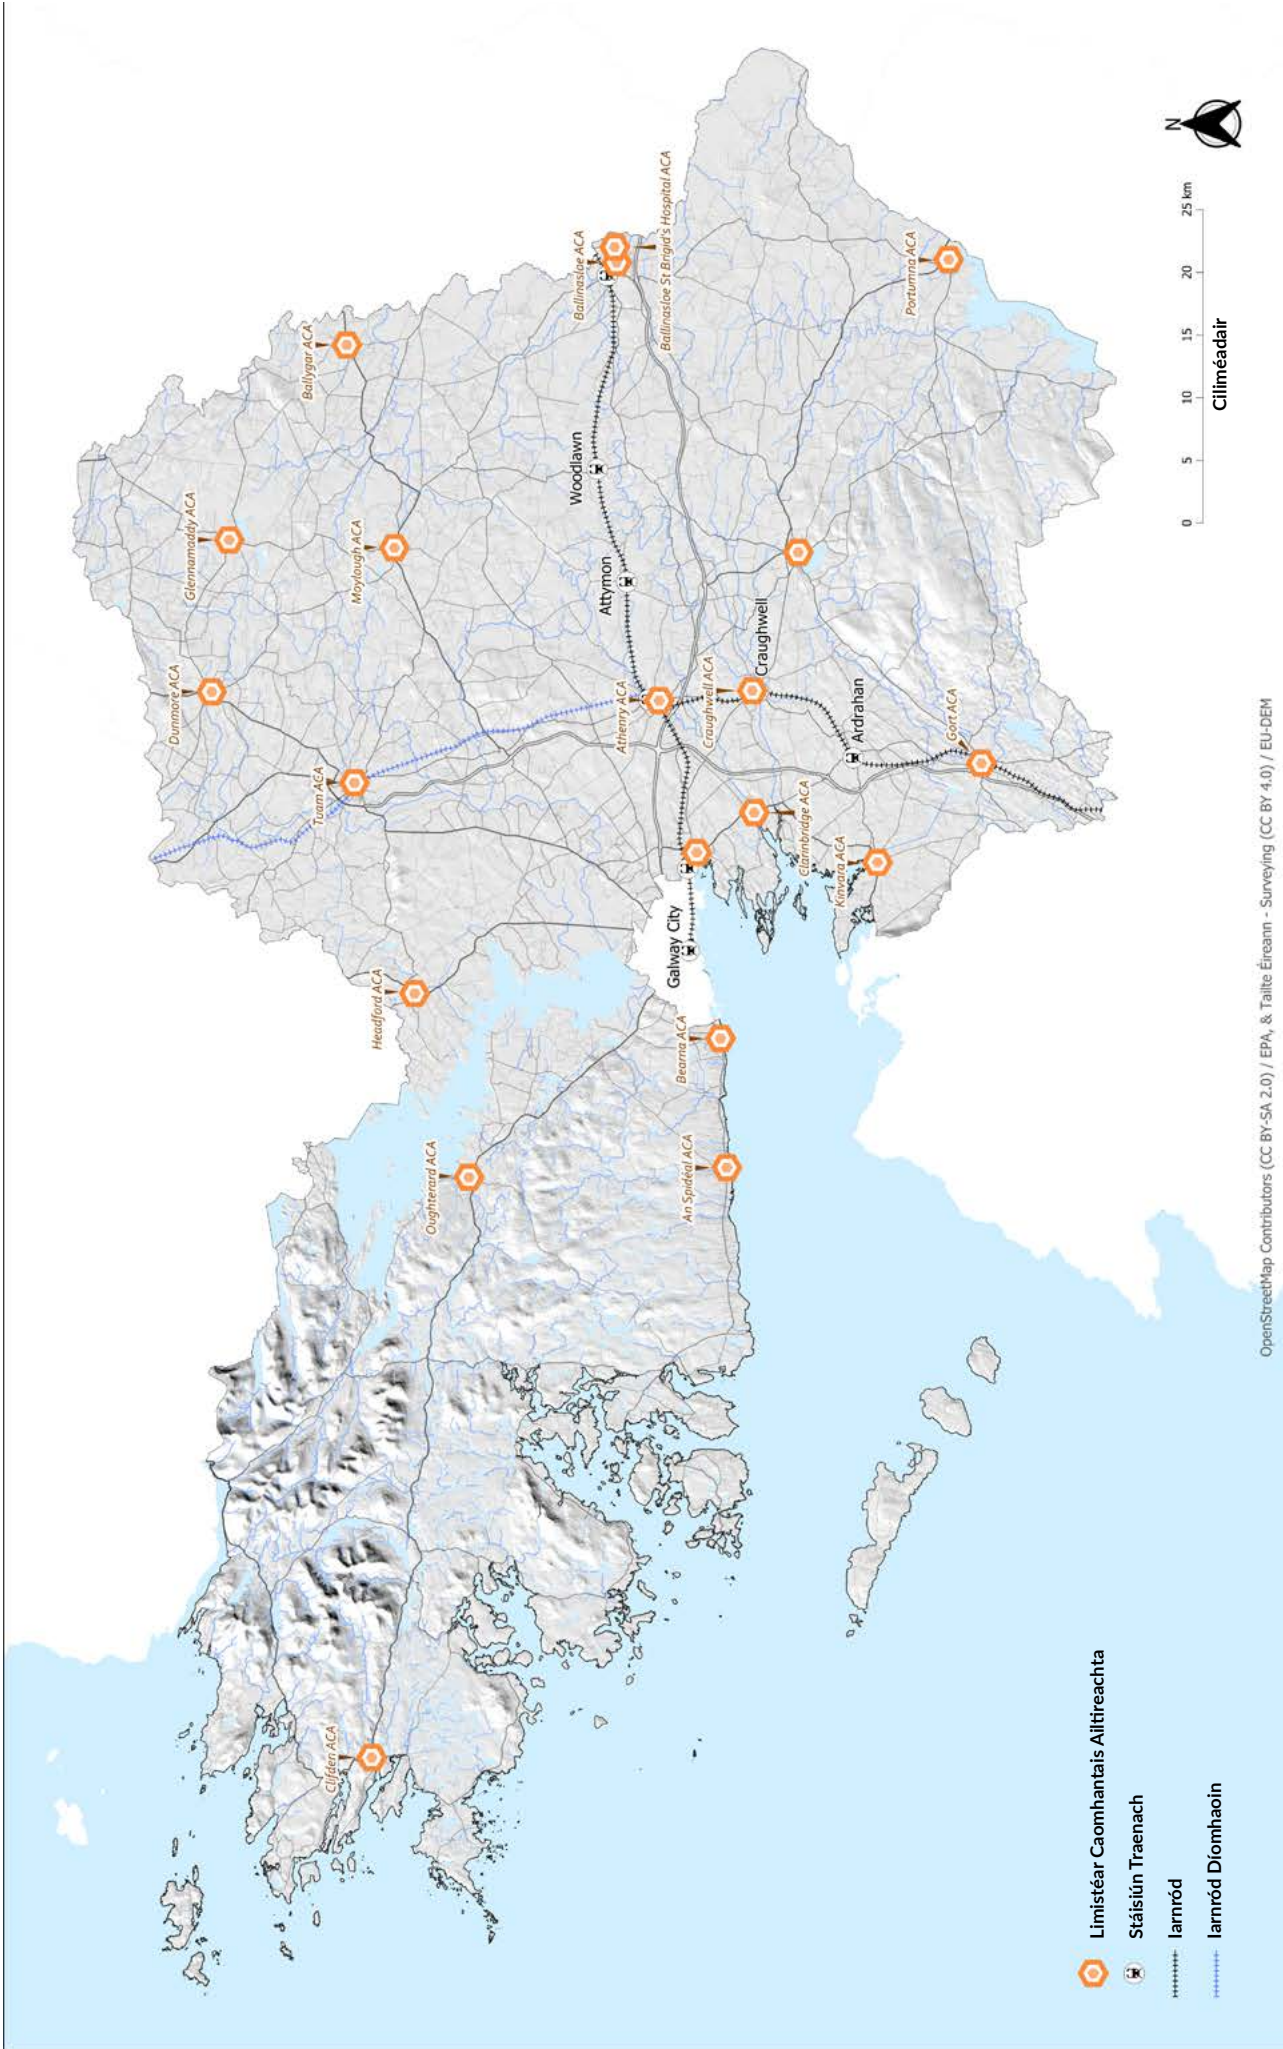 Clifden ACA
Oughterard ACA
An Spidéal ACA
Bearna ACA
Headford ACA
Galway City
Tuam ACA
Dunmore ACA
Glennamaddy ACA
Moylough ACA
Ballygar ACA
Athenry ACA
Attymon
Woodlawn
Ballinasloe ACA
Ballinasloe St Brigid's Hospital ACA
Craughwell ACA
Craughwell
Clarinbridge ACA
Kinvara ACA
Ardrahan
Gort ACA
Portumna ACA
Limistéar Caomhantais Ailtireachta
Stáisiún Traenach
Iarnród
Iarnród Díomhaoin
0 5 10 15 20 25 km
Ciliméadair
N
OpenStreetMap Contributors (CC BY-SA 2.0) / EPA, & Tailte Éireann - Surveying (CC BY 4.0) / EU-DEM